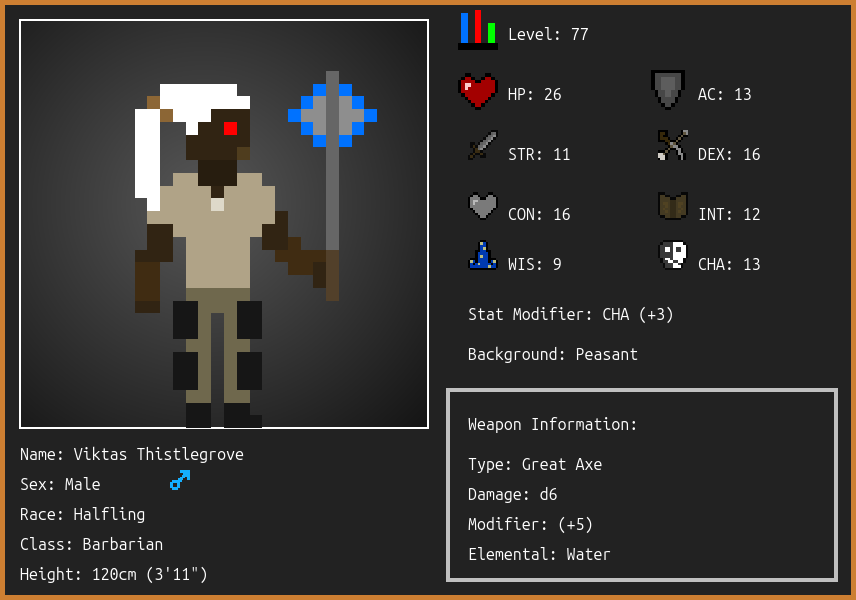 Level: 77
HP: 26
AC: 13
STR: 11
DEX: 16
CON: 16
INT: 12
WIS: 9
CHA: 13
Stat Modifier: CHA (+3)
Background: Peasant
Weapon Information:
Type: Great Axe
Damage: d6
Modifier: (+5)
Elemental: Water
Name: Viktas Thistlegrove
Sex: Male
Race: Halfling
Class: Barbarian
Height: 120cm (3'11")